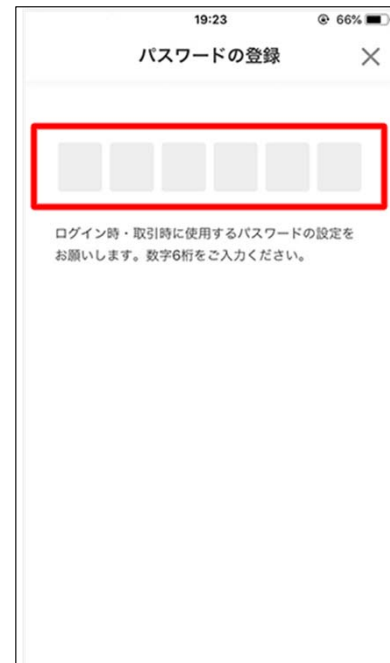 19:23
66%
パスワードの登録
ログイン時・取引時に使用するパスワードの設定を
お願いします。数字6桁をご入力ください。